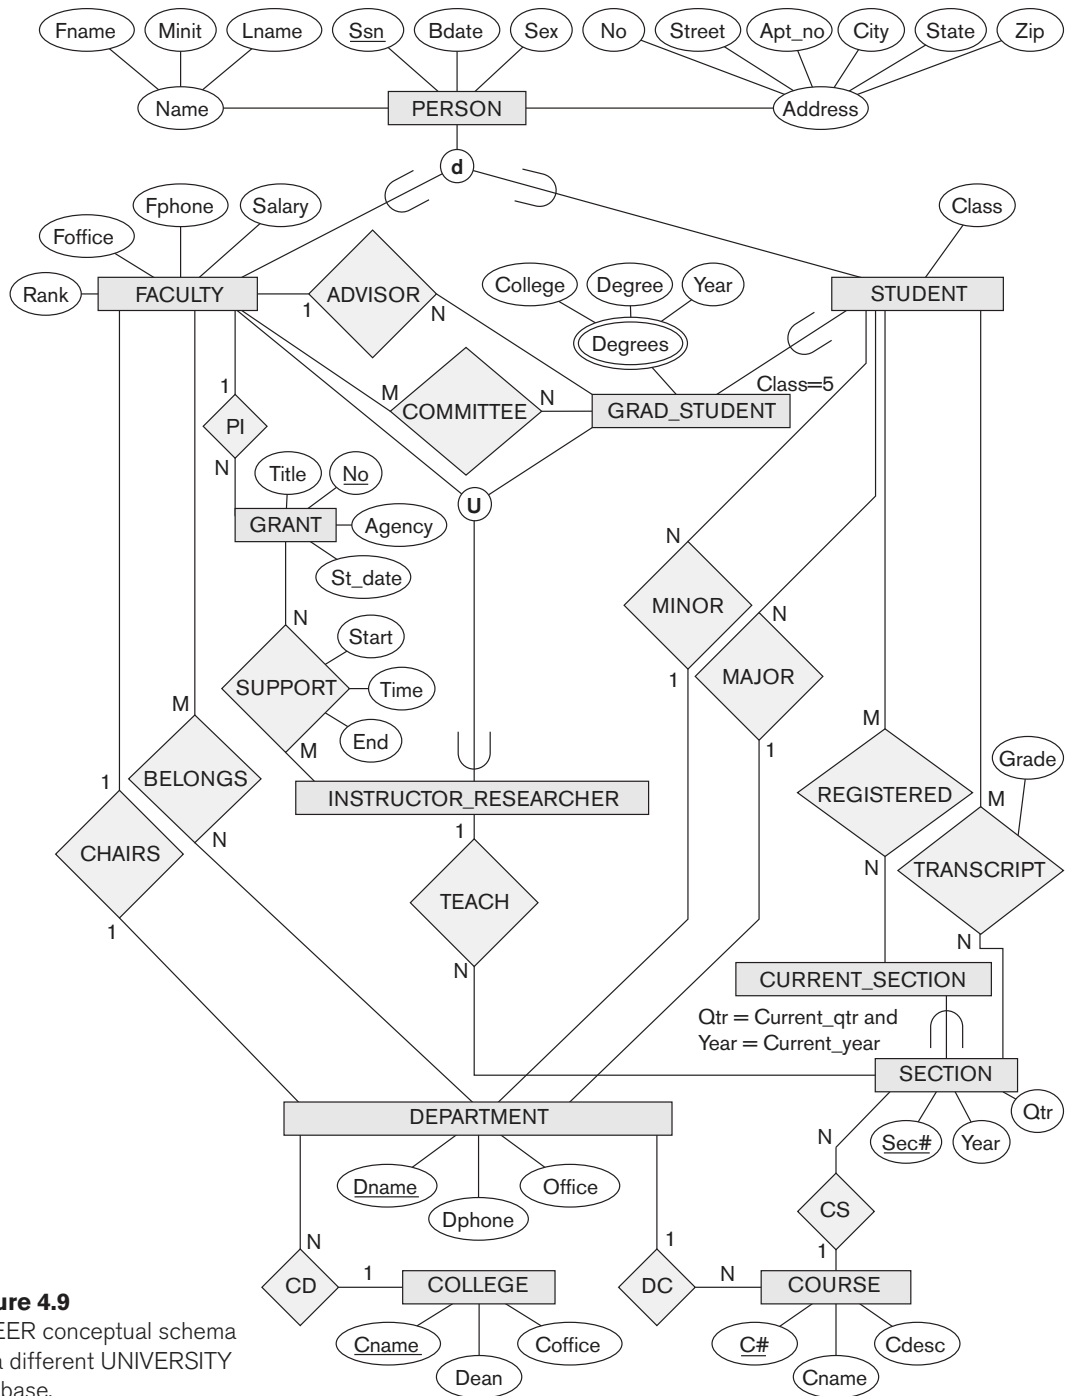 Fname Minit Lname Ssn Bdate Sex No Street Apt_no City State Zip
Name PERSON Address
d
Fphone Salary Class
Foffice
Rank FACULTY ADVISOR College Degree Year STUDENT
1 N
Degrees
Class=5
1 M COMMITTEE N GRAD_STUDENT
PI
N Title No
U
GRANT Agency
N
St_date
MINOR
N Start N
SUPPORT Time 1 MAJOR
M End M
M 1
BELONGS Grade
1 INSTRUCTOR_RESEARCHER REGISTERED M
N 1
CHAIRS N TRANSCRIPT
TEACH
1 N
N CURRENT_SECTION
Qtr = Current_qtr and
Year = Current_year
SECTION
DEPARTMENT Qtr
N Sec# Year
Dname Office
Dphone CS
N 1 1
CD 1 COLLEGE DC N COURSE
ure 4.9
EER conceptual schema
a different UNIVERSITY
base.
Cname Coffice C# Cdesc
Dean Cname